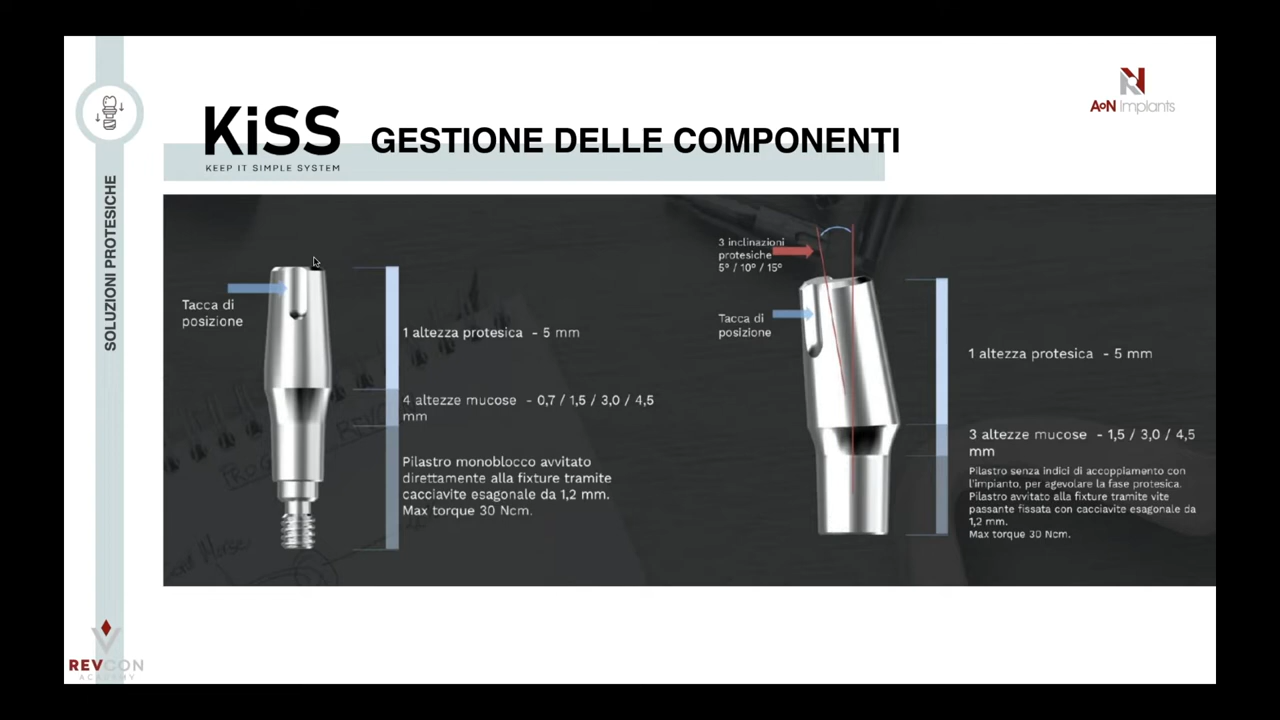 AoN Implants
KiSS
KEEP IT SIMPLE SYSTEM
GESTIONE DELLE COMPONENTI
SOLUZIONI PROTESICHE
Tacca di
posizione
1 altezza protesica - 5 mm
4 altezze mucose - 0,7 / 1,5 / 3,0 / 4,5
mm
Pilastro monoblocco avvitato
direttamente alla fixture tramite
cacciavite esagonale da 1,2 mm.
Max torque 30 Ncm.
3 inclinazioni
protesiche
5° / 10° / 15°
Tacca di
posizione
1 altezza protesica - 5 mm
3 altezze mucose - 1,5 / 3,0 / 4,5
mm
Pilastro senza indici di accoppiamento con
l'impianto, per agevolare la fase protesica.
Pilastro avvitato alla fixture tramite vite
passante fissata con cacciavite esagonale da
1,2 mm.
Max torque 30 Ncm.
REVCON
ACADEMY